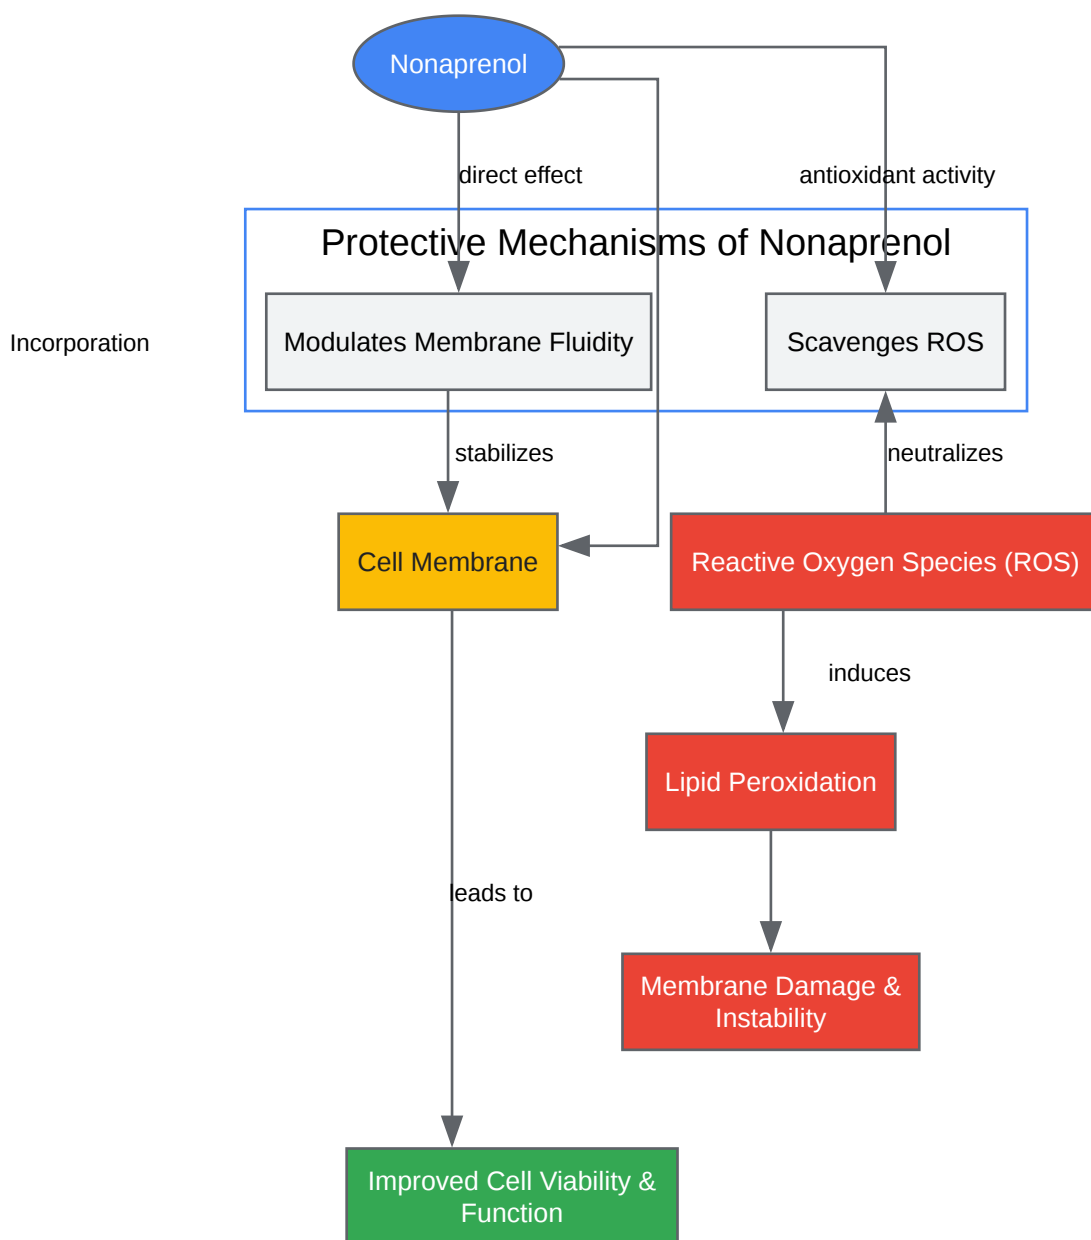 Nonaprenol
direct effect
antioxidant activity
Protective Mechanisms of Nonaprenol
Incorporation
Modulates Membrane Fluidity
Scavenges ROS
stabilizes
neutralizes
Cell Membrane
Reactive Oxygen Species (ROS)
induces
Lipid Peroxidation
leads to
Membrane Damage &
Instability
Improved Cell Viability &
Function